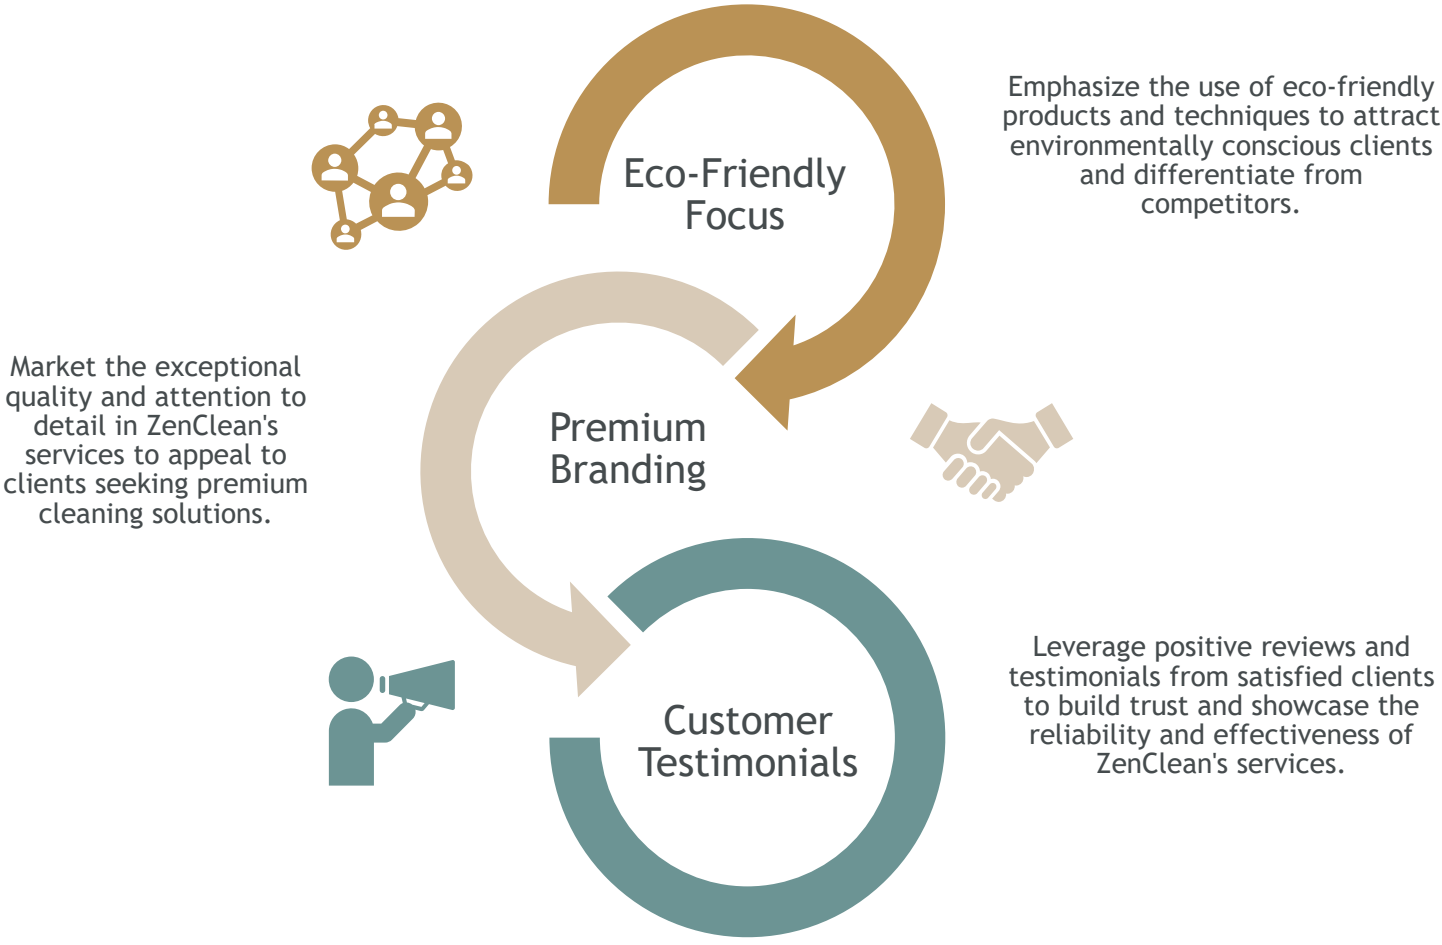 Eco-Friendly
Focus
Emphasize the use of eco-friendly
products and techniques to attract
environmentally conscious clients
and differentiate from
competitors.
Premium
Branding
Market the exceptional
quality and attention to
detail in ZenClean's
services to appeal to
clients seeking premium
cleaning solutions.
Customer
Testimonials
Leverage positive reviews and
testimonials from satisfied clients
to build trust and showcase the
reliability and effectiveness of
ZenClean's services.